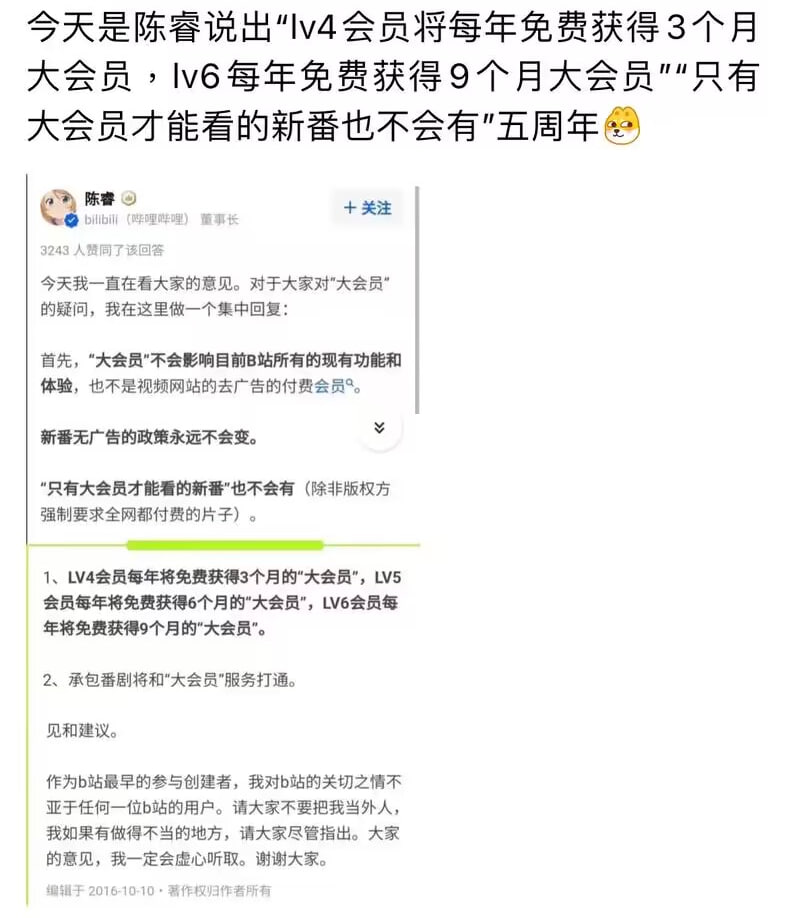 今天是陈睿说出“lv4会员将每年免费获得3个月
大会员，lv6每年免费获得9个月大会员”“只有
大会员才能看的新番也不会有”五周年
陈睿
＋关注
bilibili（哔哩哔哩） 董事长
3243 人赞同了该回答
今天我一直在看大家的意见。对于大家对“大会员”
的疑问，我在这里做一个集中回复：
首先，“大会员”不会影响目前B站所有的现有功能和
体验，也不是视频网站的去广告的付费会员。
新番无广告的政策永远不会变。
“只有大会员才能看的新番”也不会有（除非版权方
强制要求全网都付费的片子）。
1、LV4会员每年将免费获得3个月的“大会员”，LV5
会员每年将免费获得6个月的“大会员”，LV6会员每
年将免费获得9个月的“大会员”。
2、承包番剧将和“大会员”服务打通。
见和建议。
作为b站最早的参与创建者，我对b站的关切之情不
亚于任何一位b站的用户。请大家不要把我当外人，
我如果有做得不当的地方，请大家尽管指出。大家
的意见，我一定会虚心听取。谢谢大家。
编辑于 2016-10-10・著作权归作者所有